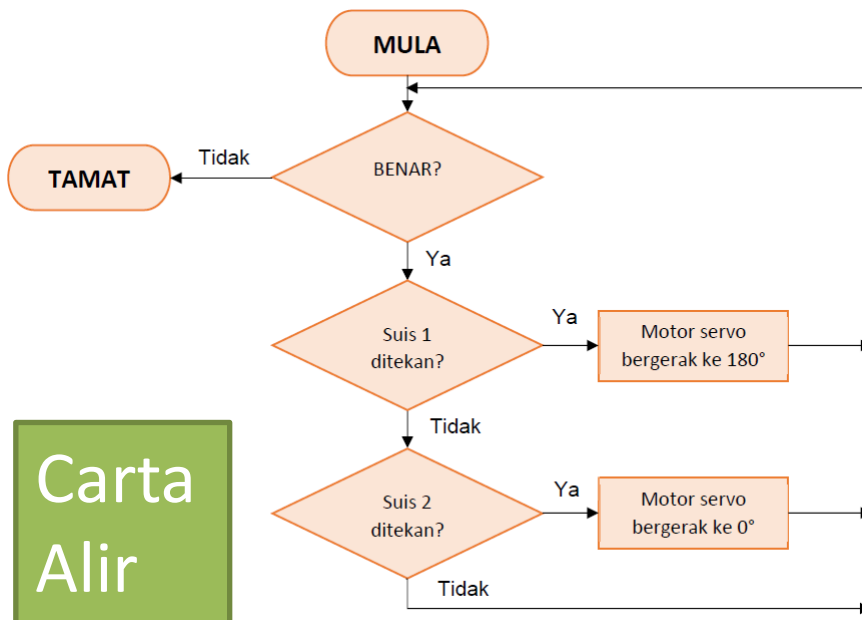 MULA
BENAR?
Tidak
TAMAT
Ya
Suis 1
ditekan?
Ya
Motor servo
bergerak ke 180°
Tidak
Suis 2
ditekan?
Ya
Motor servo
bergerak ke 0°
Tidak
Carta
Alir